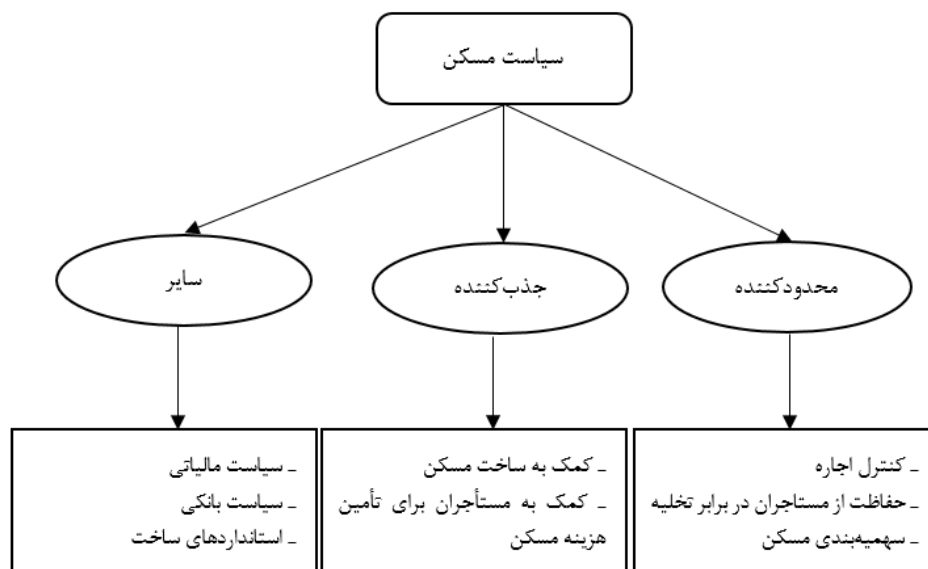 سیاست مسکن
محدودکننده
جذب‌کننده
سایر
ـ کنترل اجاره
ـ حفاظت از مستاجران در برابر تخلیه
ـ سهمیه‌بندی مسکن
ـ کمک به ساخت مسکن
ـ کمک به مستأجران برای تأمین
هزینه مسکن
ـ سیاست مالیاتی
ـ سیاست بانکی
ـ استانداردهای ساخت